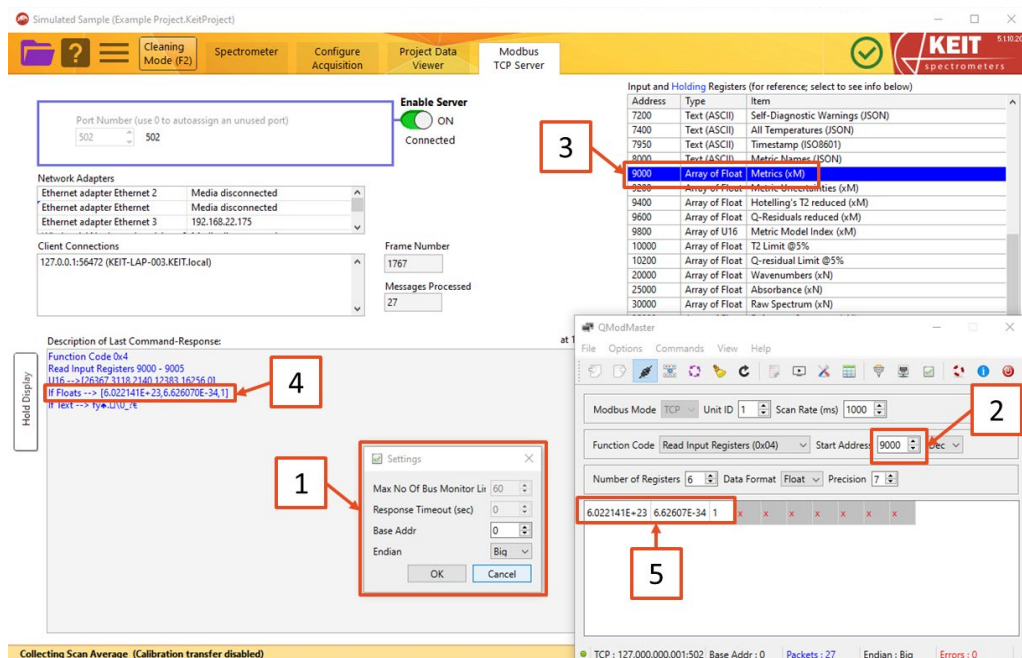 Simulated Sample (Example Project.KeitProject)
Cleaning
Mode (F2)
Spectrometer
Configure
Acquisition
Project Data
Viewer
Modbus
TCP Server
KEIT
spectrometers
5.1.10.20
Enable Server
ON
Connected
Port Number (use 0 to autoassign an unused port)
502 502
Network Adapters
Ethernet adapter Ethernet 2 Media disconnected
Ethernet adapter Ethernet Media disconnected
Ethernet adapter Ethernet 3 192.168.22.175
Client Connections
127.0.0.1:56472 (KEIT-LAP-003.KEIT.local)
Frame Number
1767
Messages Processed
27
Input and Holding Registers (for reference; select to see info below)
Address Type Item
7200 Text (ASCII) Self-Diagnostic Warnings (JSON)
7400 Text (ASCII) All Temperatures (JSON)
7950 Text (ASCII) Timestamp (ISO8601)
8000 Text (ASCII) Metric Names (JSON)
9000 Array of Float Metrics (xM)
9200 Array of Float Metric Uncertainties (xM)
9400 Array of Float Hotelling's T2 reduced (xM)
9600 Array of Float Q-Residuals reduced (xM)
9800 Array of U16 Metric Model Index (xM)
10000 Array of Float T2 Limit @5%
10200 Array of Float Q-residual Limit @5%
20000 Array of Float Wavenumbers (xN)
25000 Array of Float Absorbance (xN)
30000 Array of Float Raw Spectrum (xN)
3
Description of Last Command-Response:
at 1
Hold Display
Function Code 0x4
Read Input Registers 9000 - 9005
U16 -->[26367,3118,2140,12383,16256,0]
If Floats --> [6.022141E+23,6.626070E-34,1]
If Text -->
4
1
Settings
Max No Of Bus Monitor Lin 60
Response Timeout (sec) 0
Base Addr 0
Endian Big
OK Cancel
QModMaster
File Options Commands View Help
Modbus Mode TCP Unit ID 1 Scan Rate (ms) 1000
2
Function Code Read Input Registers (0x04) Start Address 9000 Dec
Number of Registers 6 Data Format Float Precision 7
6.022141E+23 6.62607E-34 1 x x x x x x x
5
TCP : 127.000.000.001:502 Base Addr : 0 Packets : 27 Endian : Big Errors : 0
Collecting Scan Average (Calibration transfer disabled)